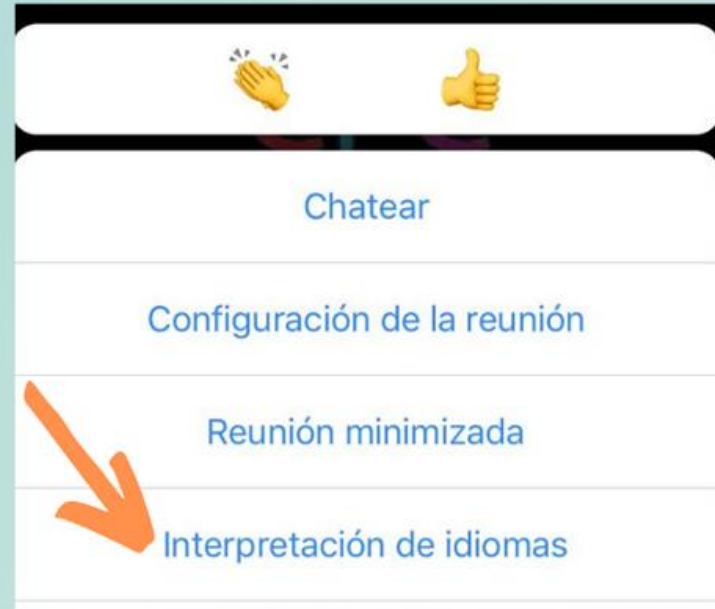 Chatear
Configuración de la reunión
Reunión minimizada
Interpretación de idiomas